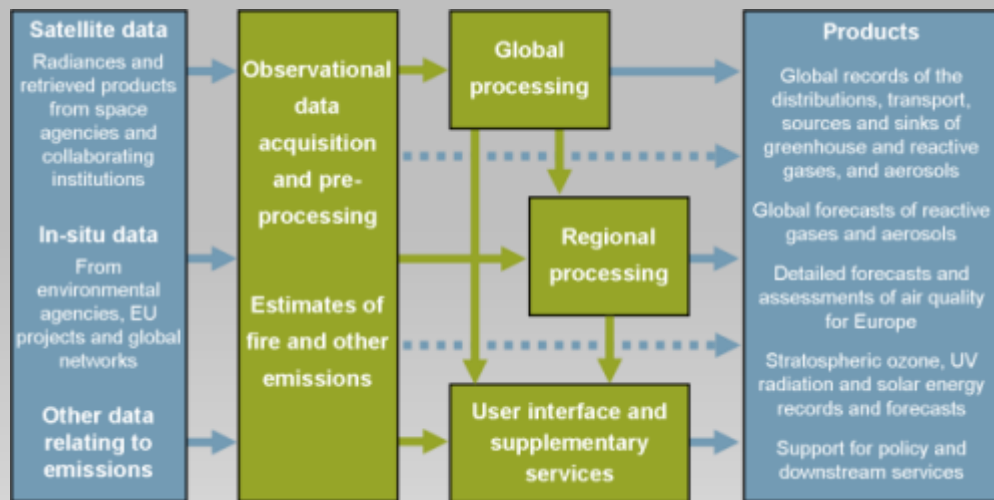 Satellite data
Radiances and
retrieved products
from space
agencies and
collaborating
institutions
In-situ data
From
environmental
agencies, EU
projects and global
networks
Other data
relating to
emissions
Observational
data
acquisition
and pre-
processing
Estimates of
fire and other
emissions
Global
processing
Regional
processing
User interface and
supplementary
services
Products
Global records of the
distributions, transport,
sources and sinks of
greenhouse and reactive
gases, and aerosols
Global forecasts of reactive
gases and aerosols
Detailed forecasts and
assessments of air quality
for Europe
Stratospheric ozone, UV
radiation and solar energy
records and forecasts
Support for policy and
downstream services